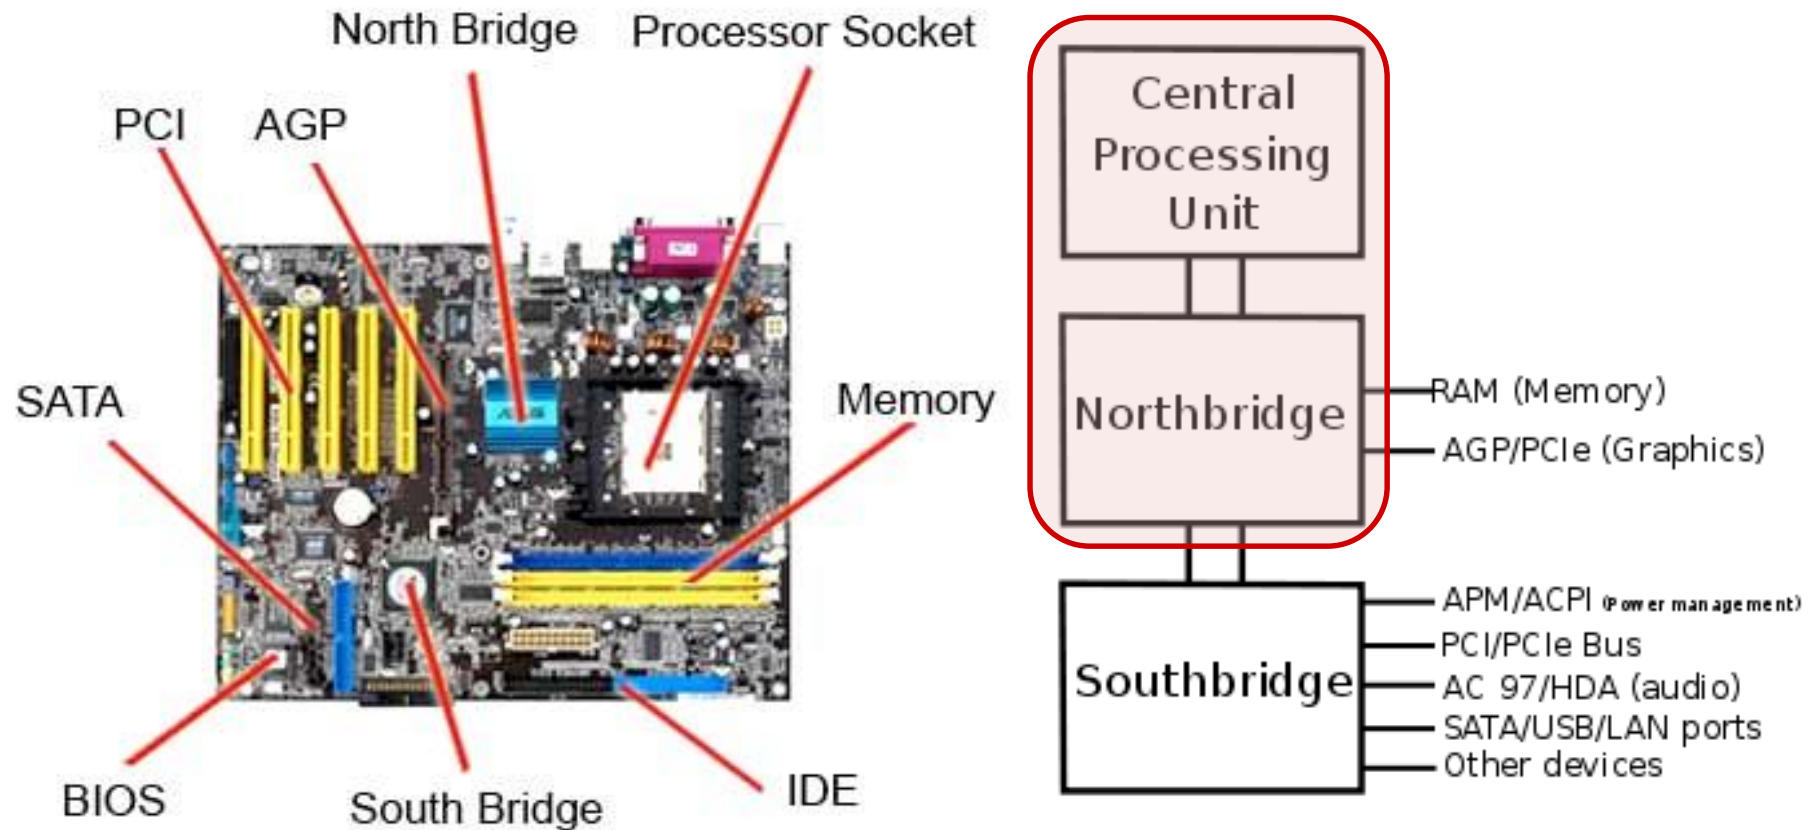 North Bridge
Processor Socket
PCI
AGP
SATA
Memory
BIOS
South Bridge
IDE
Central
Processing
Unit
Northbridge
RAM (Memory)
AGP/PCIe (Graphics)
Southbridge
APM/ACPI (Power management)
PCI/PCIe Bus
AC 97/HDA (audio)
SATA/USB/LAN ports
Other devices